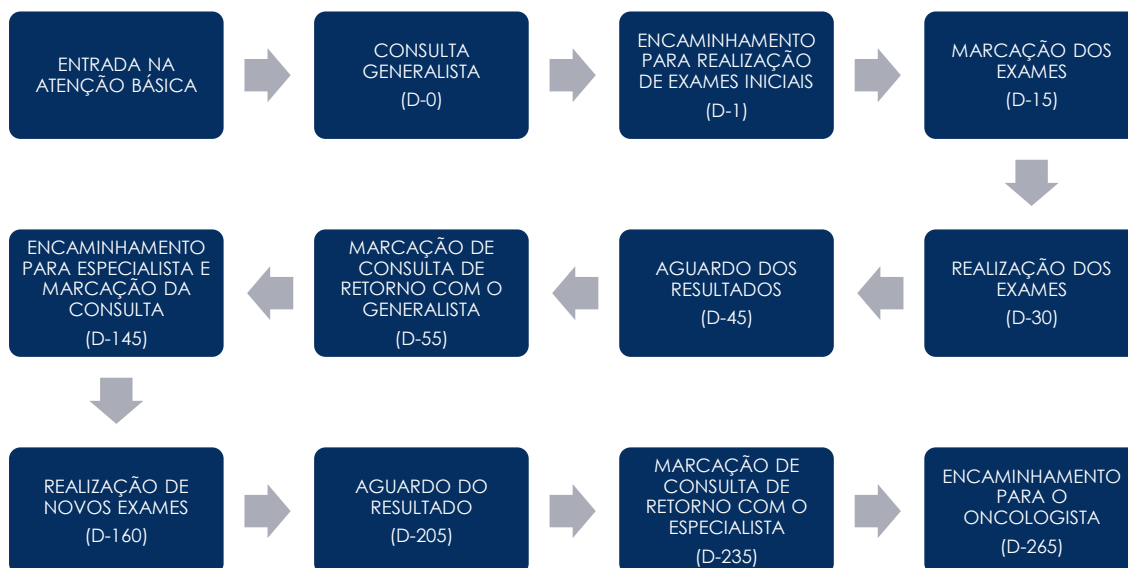 ENTRADA NA
ATENÇÃO BÁSICA
CONSULTA
GENERALISTA
(D-0)
ENCAMINHAMENTO
PARA REALIZAÇÃO
DE EXAMES INICIAIS
(D-1)
MARCAÇÃO DOS
EXAMES
(D-15)
REALIZAÇÃO DOS
EXAMES
(D-30)
AGUARDO DOS
RESULTADOS
(D-45)
MARCAÇÃO DE
CONSULTA DE
RETORNO COM O
GENERALISTA
(D-55)
ENCAMINHAMENTO
PARA ESPECIALISTA E
MARCAÇÃO DA
CONSULTA
(D-145)
REALIZAÇÃO DE
NOVOS EXAMES
(D-160)
AGUARDO DO
RESULTADO
(D-205)
MARCAÇÃO DE
CONSULTA DE
RETORNO COM O
ESPECIALISTA
(D-235)
ENCAMINHAMENTO
PARA O
ONCOLOGISTA
(D-265)